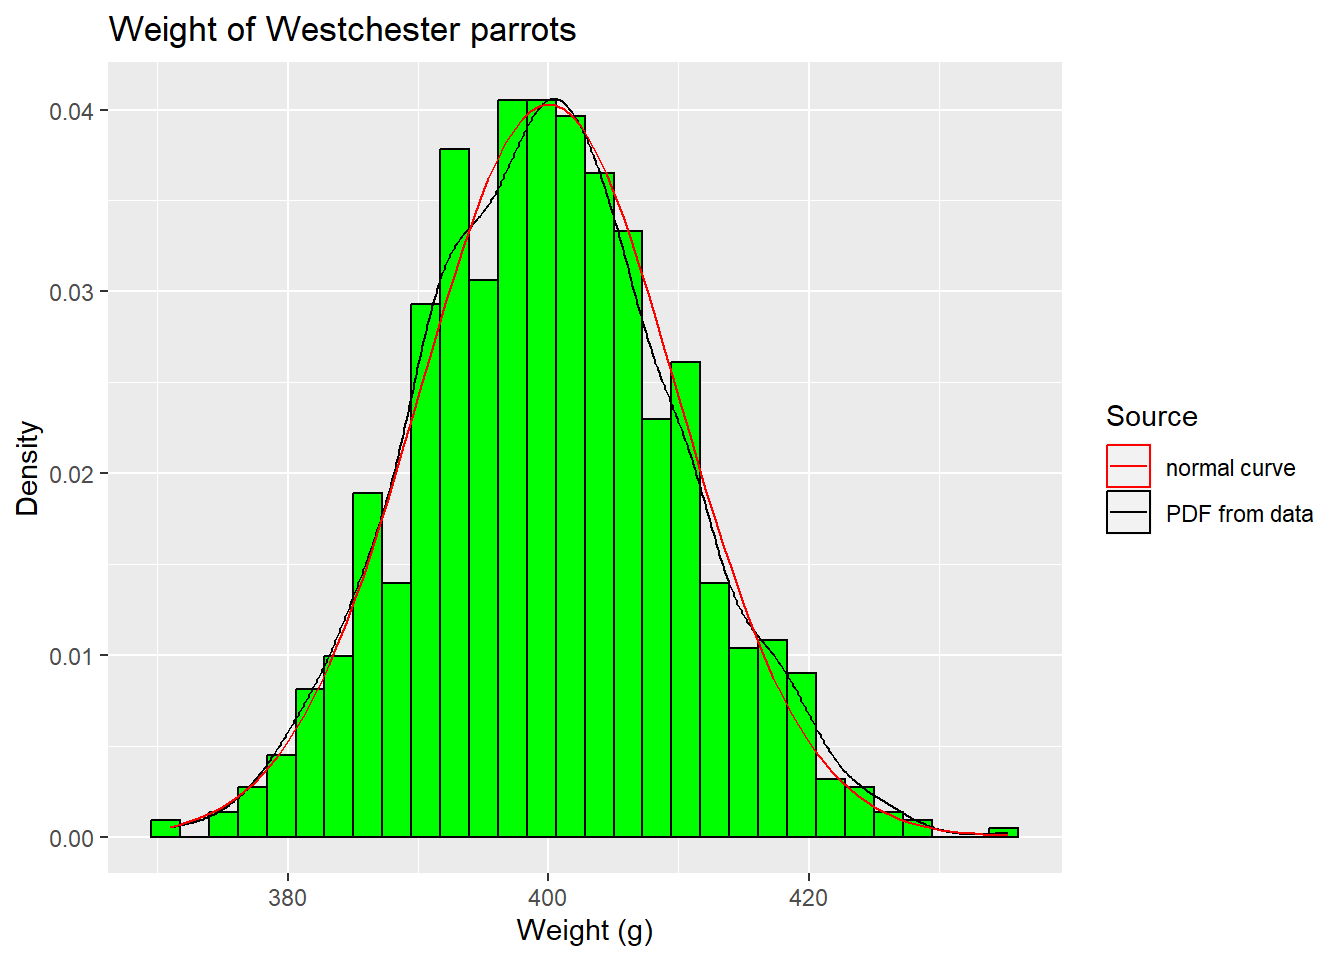 Weight of Westchester parrots
0.04
0.03
0.02
0.01
0.00
Density
380 400 420
Weight (g)
Source
normal curve
PDF from data